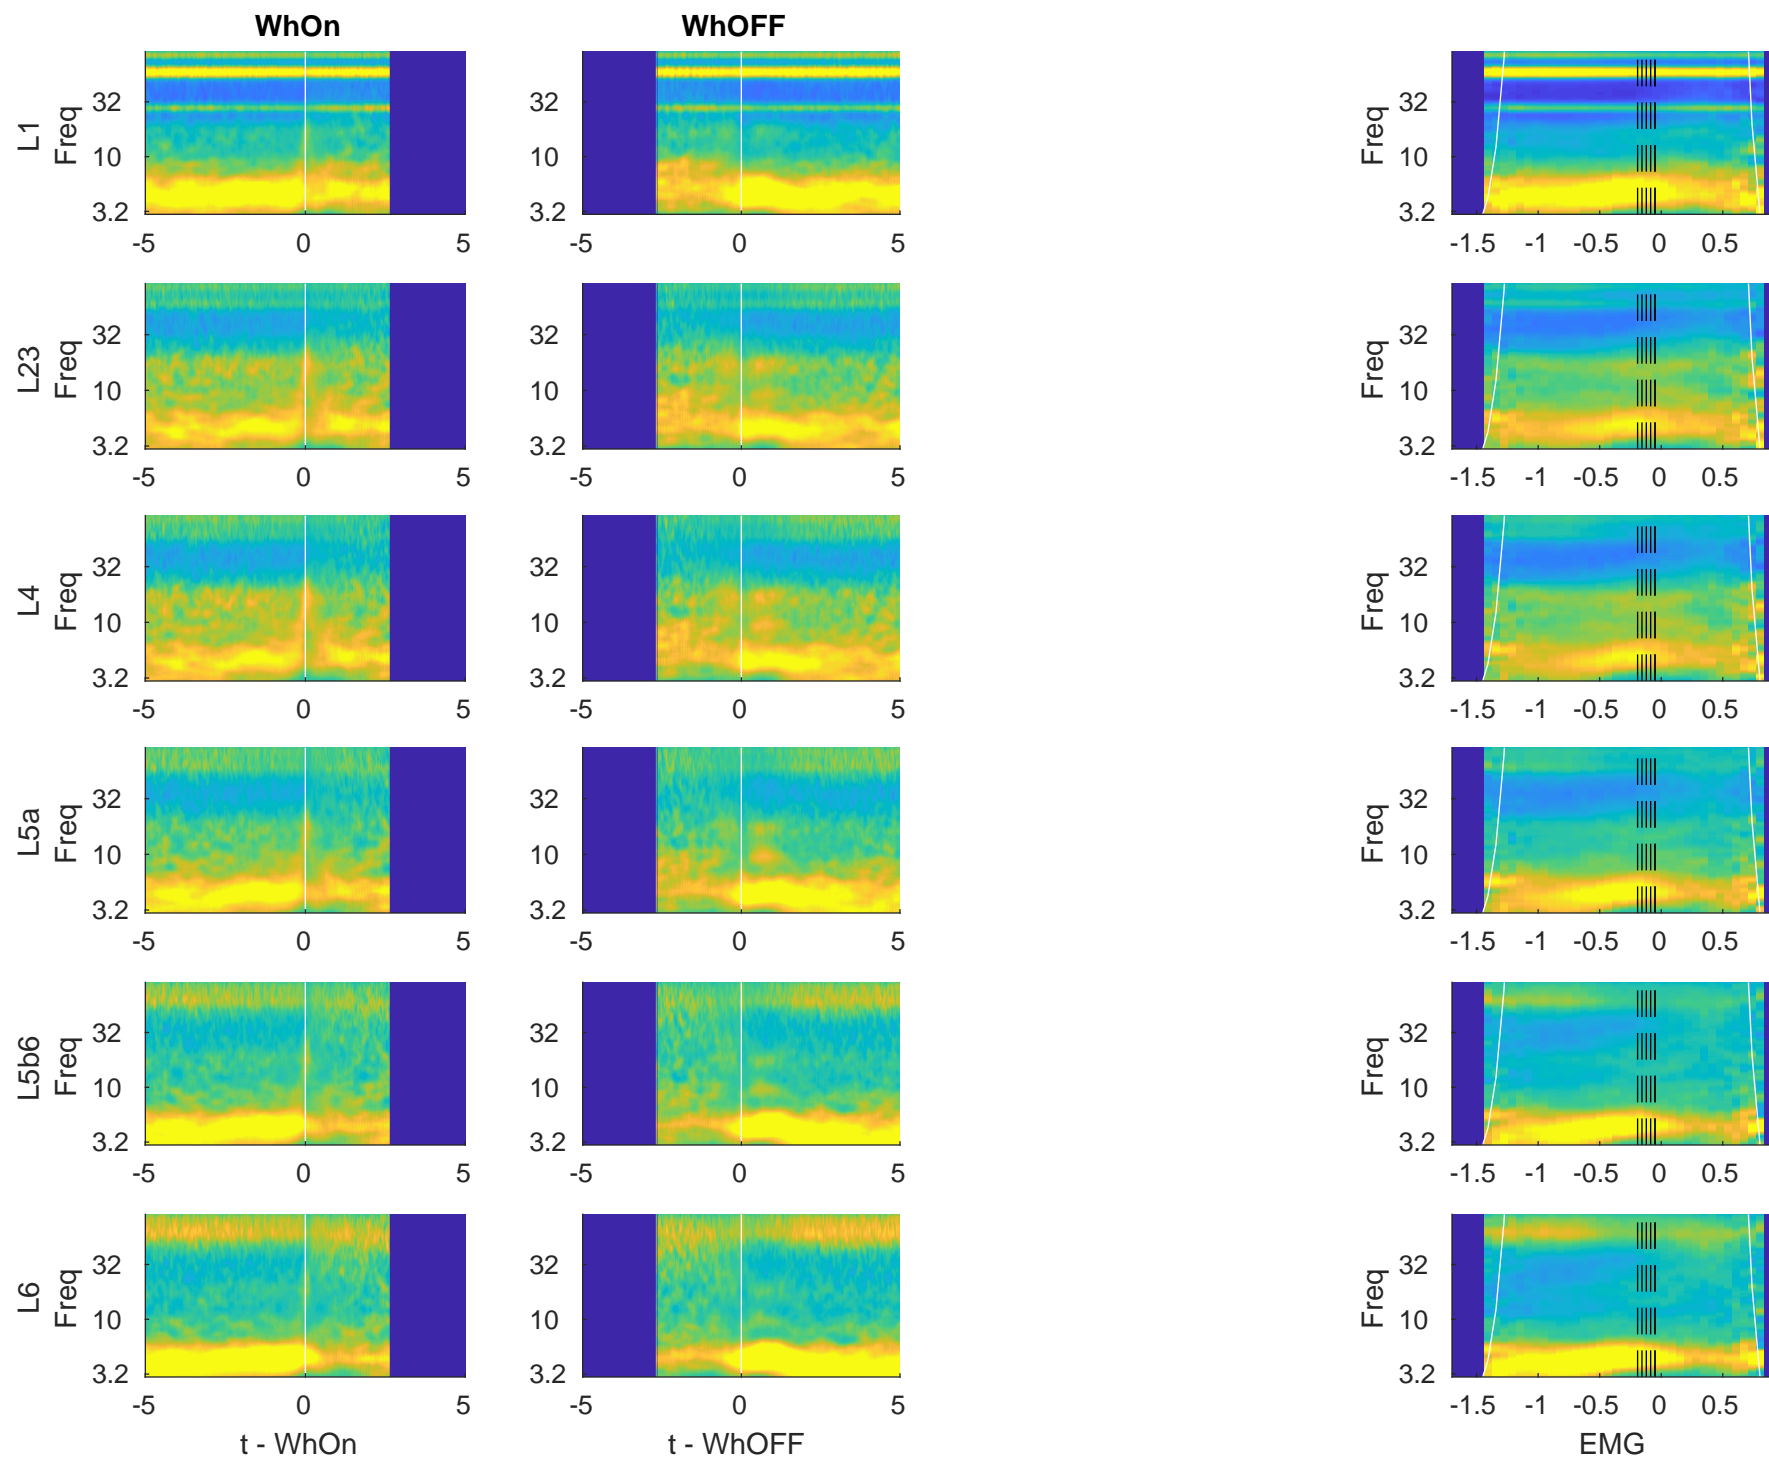 WhOn WhOFF
L1 Freq 32 10 3.2 32 10 3.2 Freq 32 10 3.2
-5 0 5 -5 0 5 -1.5 -1 -0.5 0 0.5
L23 Freq 32 10 3.2 32 10 3.2 Freq 32 10 3.2
-5 0 5 -5 0 5 -1.5 -1 -0.5 0 0.5
L4 Freq 32 10 3.2 32 10 3.2 Freq 32 10 3.2
-5 0 5 -5 0 5 -1.5 -1 -0.5 0 0.5
L5a Freq 32 10 3.2 32 10 3.2 Freq 32 10 3.2
-5 0 5 -5 0 5 -1.5 -1 -0.5 0 0.5
L5b6 Freq 32 10 3.2 32 10 3.2 Freq 32 10 3.2
-5 0 5 -5 0 5 -1.5 -1 -0.5 0 0.5
L6 Freq 32 10 3.2 32 10 3.2 Freq 32 10 3.2
-5 0 5 -5 0 5 -1.5 -1 -0.5 0 0.5
t - WhOn t - WhOFF EMG